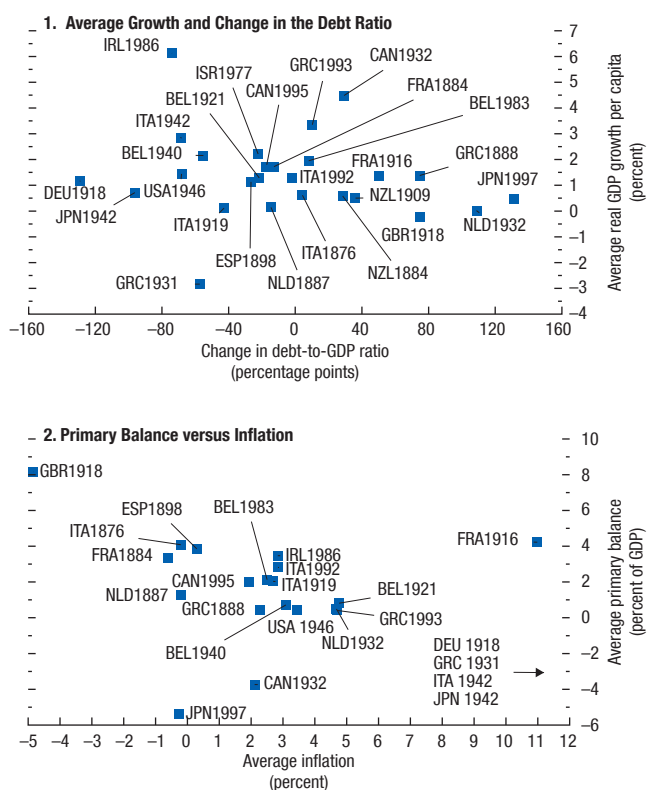 1. Average Growth and Change in the Debt Ratio
7
IRL1986
CAN1932
6
GRC1993
ISR1977
FRA1884
5
CAN1995
BEL1921
BEL1983
4
ITA1942
3
BEL1940
FRA1916
GRC1888
2
ITA1992
JPN1997
1
DEU1918
USA1946
NZL1909
JPN1942
0
ITA1919
GBR1918
NLD1932
–1
ITA1876
ESP1898
NZL1884
–2
GRC1931
NLD1887
–3
–4
–160 –120 –80 –40 0 40 80 120 160
Change in debt-to-GDP ratio
(percentage points)
Average real GDP growth per capita
(percent)
2. Primary Balance versus Inflation
10
GBR1918
8
ESP1898
BEL1983
6
ITA1876
FRA1916
4
FRA1884
IRL1986
ITA1992
CAN1995
ITA1919
2
NLD1887
BEL1921
GRC1888
GRC1993
0
USA 1946
NLD1932
BEL1940
DEU 1918
–2
GRC 1931
ITA 1942
CAN1932
JPN 1942
–4
JPN1997
–6
–5 –4 –3 –2 –1 0 1 2 3 4 5 6 7 8 9 10 11 12
Average inflation
(percent)
Average primary balance
(percent of GDP)